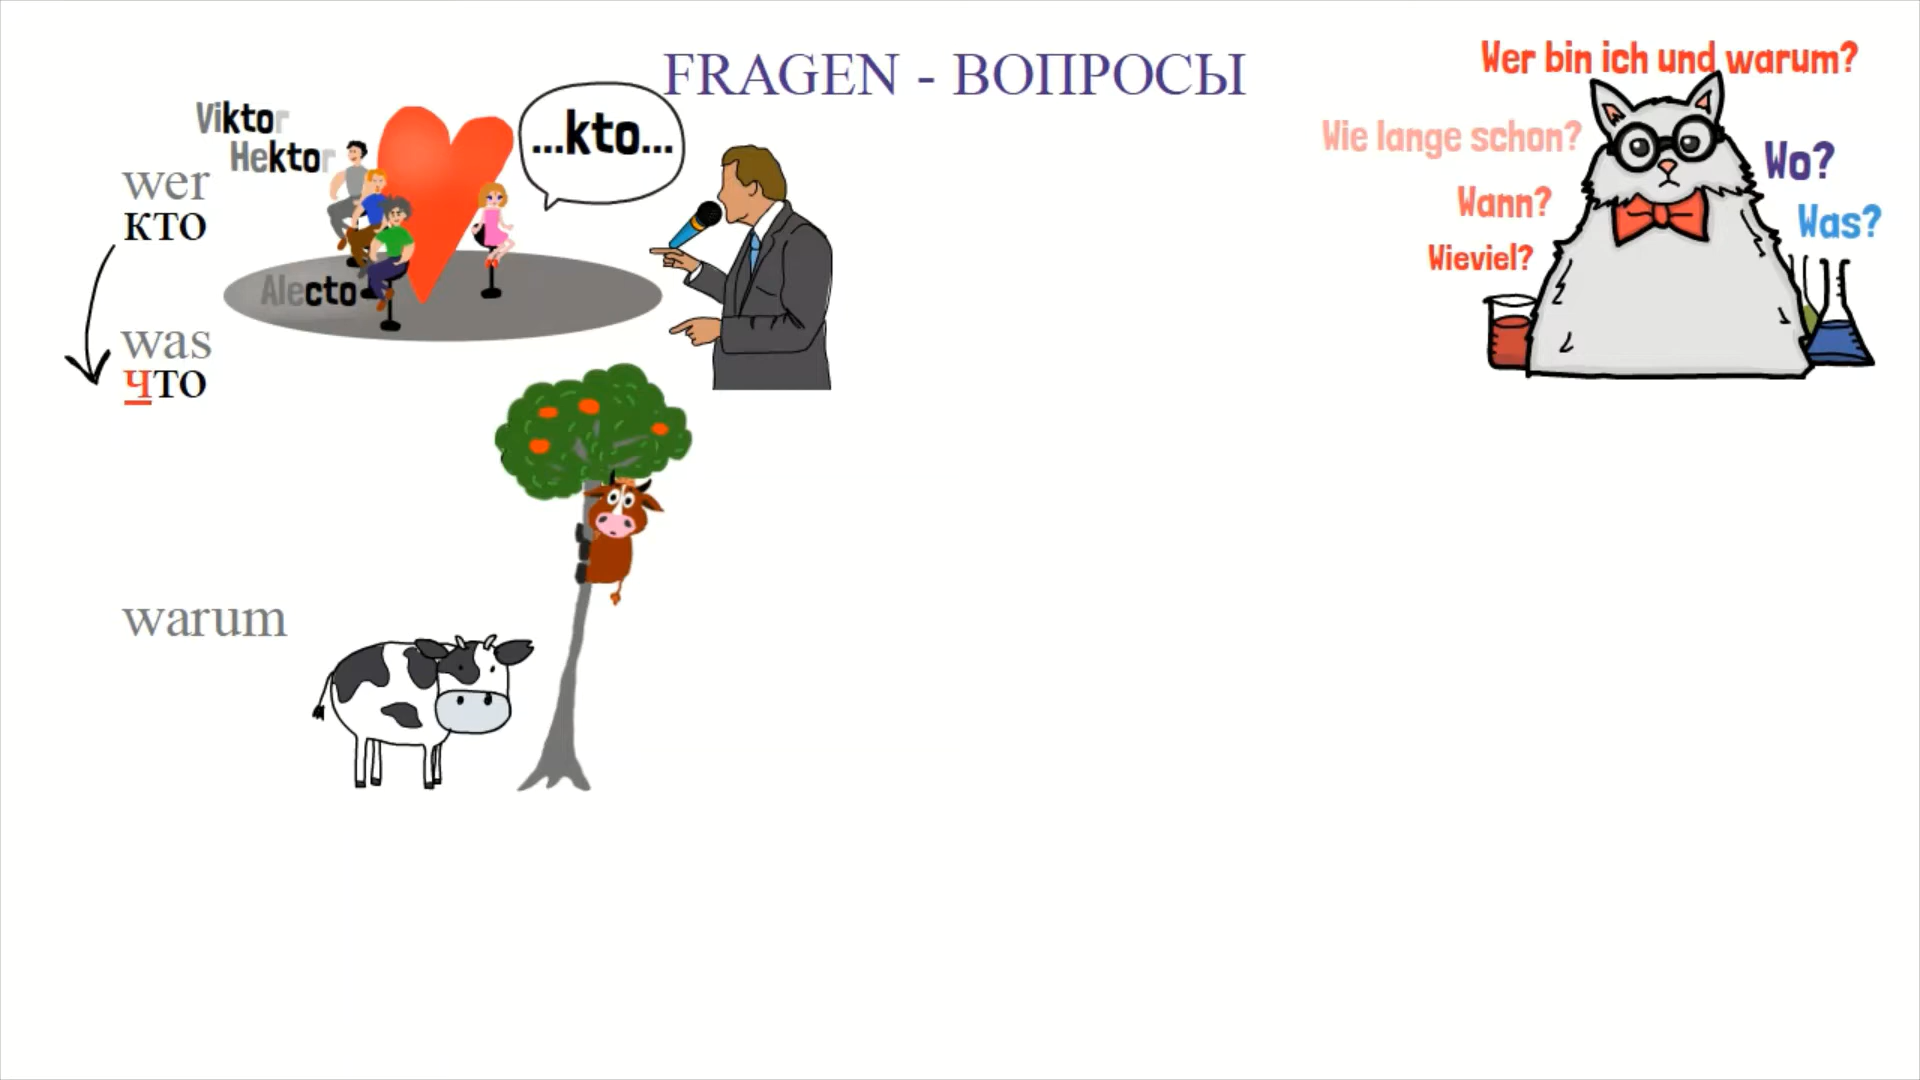 FRAGEN - ВОПРОСЫ
Viktor
Hektor
wer
кто
...kto...
Alecto
was
что
warum
Wer bin ich und warum?
Wie lange schon?
Wo?
Wann?
Was?
Wieviel?